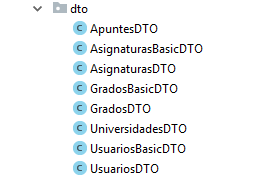 dto
ApuntesDTO
AsignaturasBasicDTO
AsignaturasDTO
GradosBasicDTO
GradosDTO
UniversidadesDTO
UsuariosBasicDTO
UsuariosDTO